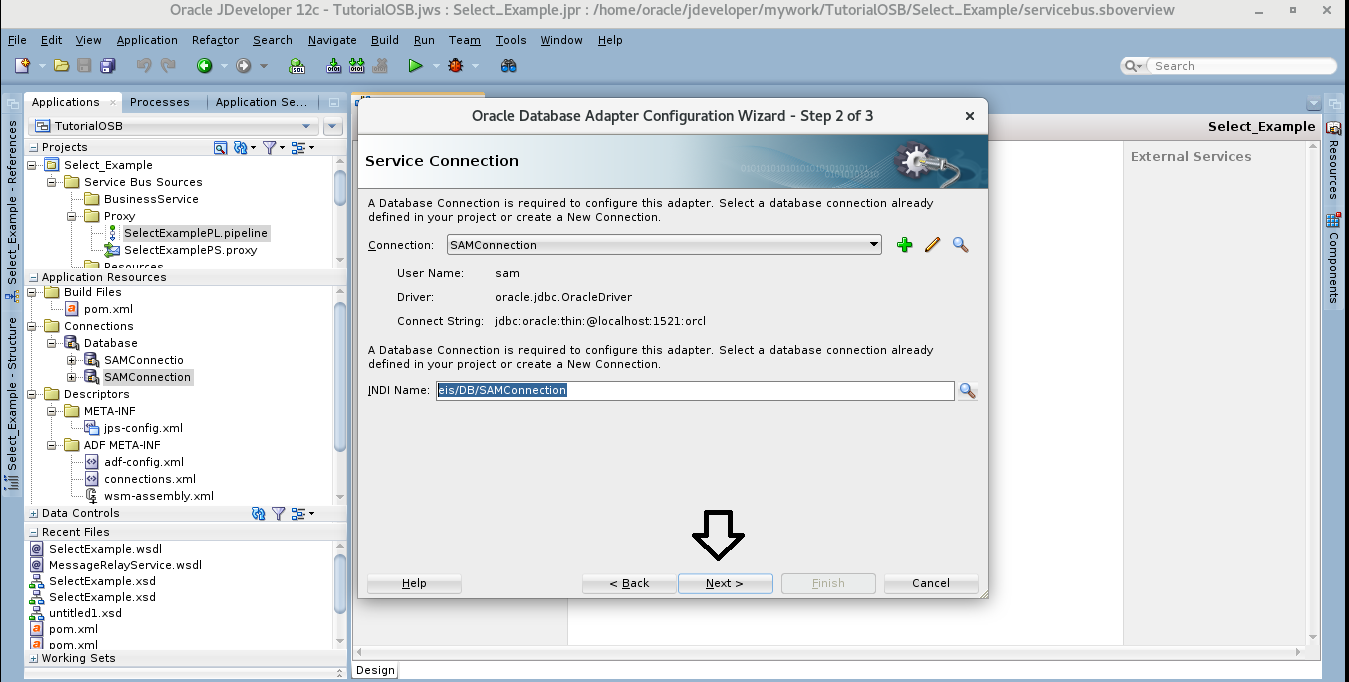 Oracle JDeveloper 12c - TutorialOSB.jws : Select_Example.jpr : /home/oracle/jdeveloper/mywork/TutorialOSB/Select_Example/servicebus.sboverview
File Edit View Application Refactor Search Navigate Build Run Team Tools Window Help
Search
Applications Processes Application Se...
TutorialOSB
Projects
Select_Example
Service Bus Sources
BusinessService
Proxy
SelectExamplePL.pipeline
SelectExamplePS.proxy
Resources
Application Resources
Build Files
pom.xml
Connections
Database
SAMConnectio
SAMConnection
Descriptors
META-INF
jps-config.xml
ADF META-INF
adf-config.xml
connections.xml
wsm-assembly.xml
Data Controls
Recent Files
SelectExample.wsdl
MessageRelayService.wsdl
SelectExample.xsd
SelectExample.xsd
untitled1.xsd
pom.xml
pom.xml
Working Sets
Select_Example - References
Select_Example - Structure
Oracle Database Adapter Configuration Wizard - Step 2 of 3
Service Connection
A Database Connection is required to configure this adapter. Select a database connection already
defined in your project or create a New Connection.
Connection: SAMConnection
User Name: sam
Driver: oracle.jdbc.OracleDriver
Connect String: jdbc:oracle:thin:@localhost:1521:orcl
A Database Connection is required to configure this adapter. Select a database connection already
defined in your project or create a New Connection.
JNDI Name: eis/DB/SAMConnection
Help < Back Next > Finish Cancel
Select_Example
External Services
Resources
Components
Design